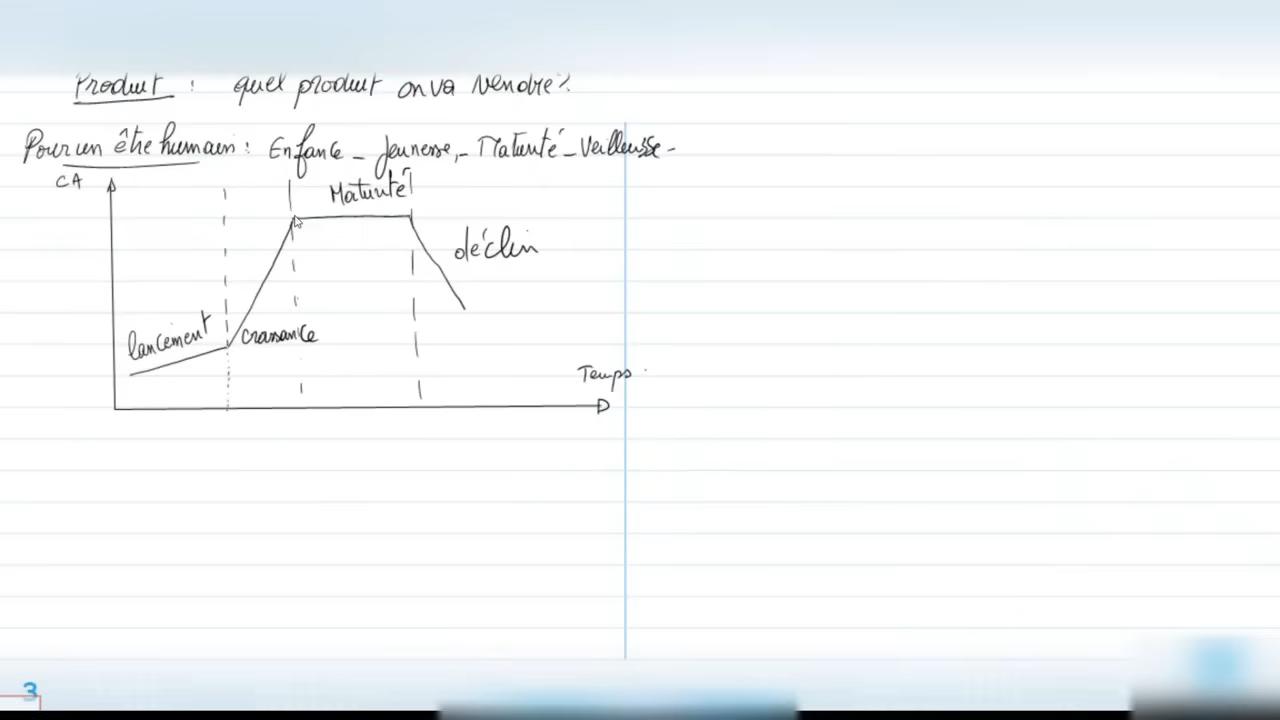 Produit : quel produit on va vendre ?
Pour un être humain : Enfance - Jeunesse, - Maturité - Veilleusse -
CA
Maturité
déclin
lancement
croissance
Temps
3